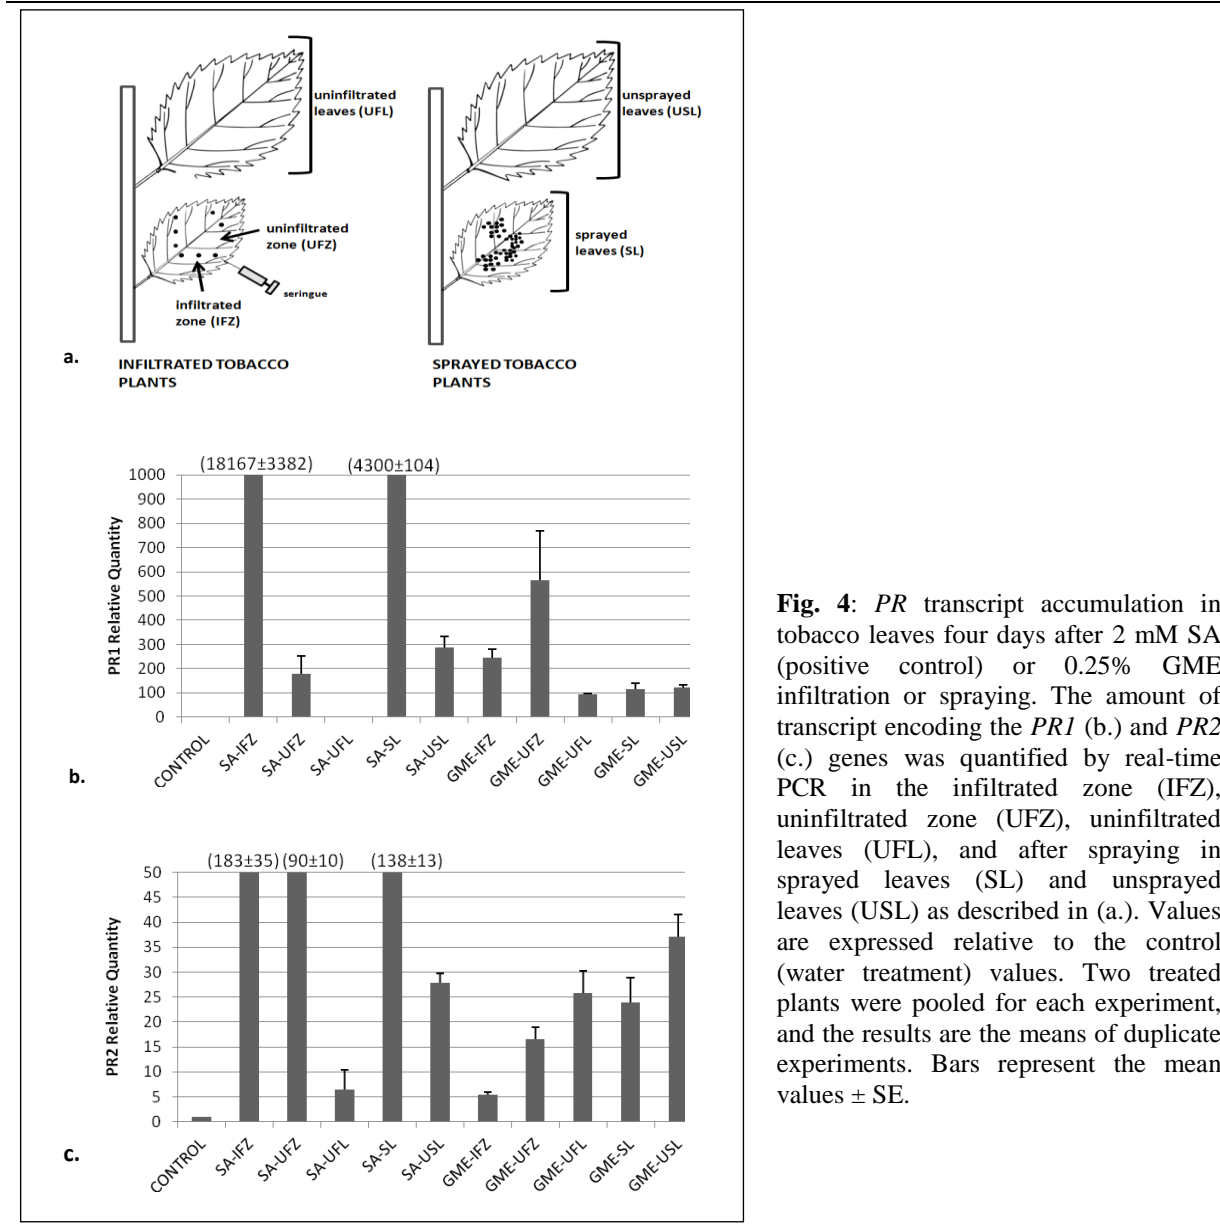 uninfiltrated
leaves (UFL)
unsprayed
leaves (USL)
uninfiltrated
zone (UFZ)
sprayed
leaves (SL)
seringue
infiltrated
zone (IFZ)
a.
INFILTRATED TOBACCO
PLANTS
SPRAYED TOBACCO
PLANTS
(18167±3382)
(4300±104)
PR1 Relative Quantity
1000
900
800
700
600
500
400
300
200
100
0
CONTROL
SA-IFZ
SA-UFZ
SA-UFL
SA-SL
SA-USL
GME-IFZ
GME-UFZ
GME-UFL
GME-SL
GME-USL
b.
(183±35)
(90±10)
(138±13)
PR2 Relative Quantity
50
45
40
35
30
25
20
15
10
5
0
CONTROL
SA-IFZ
SA-UFZ
SA-UFL
SA-SL
SA-USL
GME-IFZ
GME-UFZ
GME-UFL
GME-SL
GME-USL
c.
Fig. 4: PR transcript accumulation in
tobacco leaves four days after 2 mM SA
(positive control) or 0.25% GME
infiltration or spraying. The amount of
transcript encoding the PR1 (b.) and PR2
(c.) genes was quantified by real-time
PCR in the infiltrated zone (IFZ),
uninfiltrated zone (UFZ), uninfiltrated
leaves (UFL), and after spraying in
sprayed leaves (SL) and unsprayed
leaves (USL) as described in (a.). Values
are expressed relative to the control
(water treatment) values. Two treated
plants were pooled for each experiment,
and the results are the means of duplicate
experiments. Bars represent the mean
values ± SE.